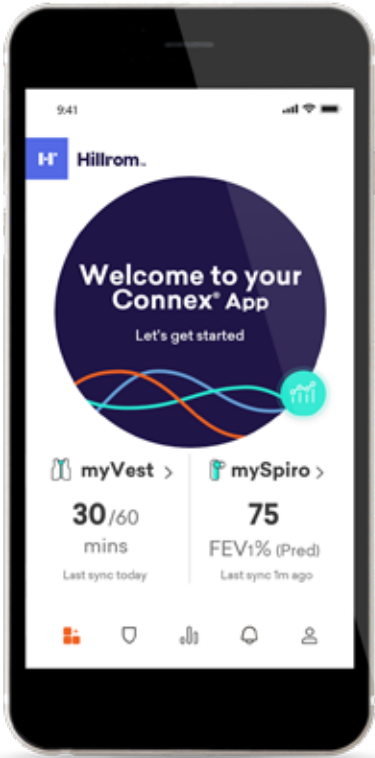 9:41
H
Hillrom™
Welcome to your
Connex® App
Let's get started
myVest >
mySpiro >
30/60
75
mins
FEV1% (Pred)
Last sync today
Last sync 1m ago